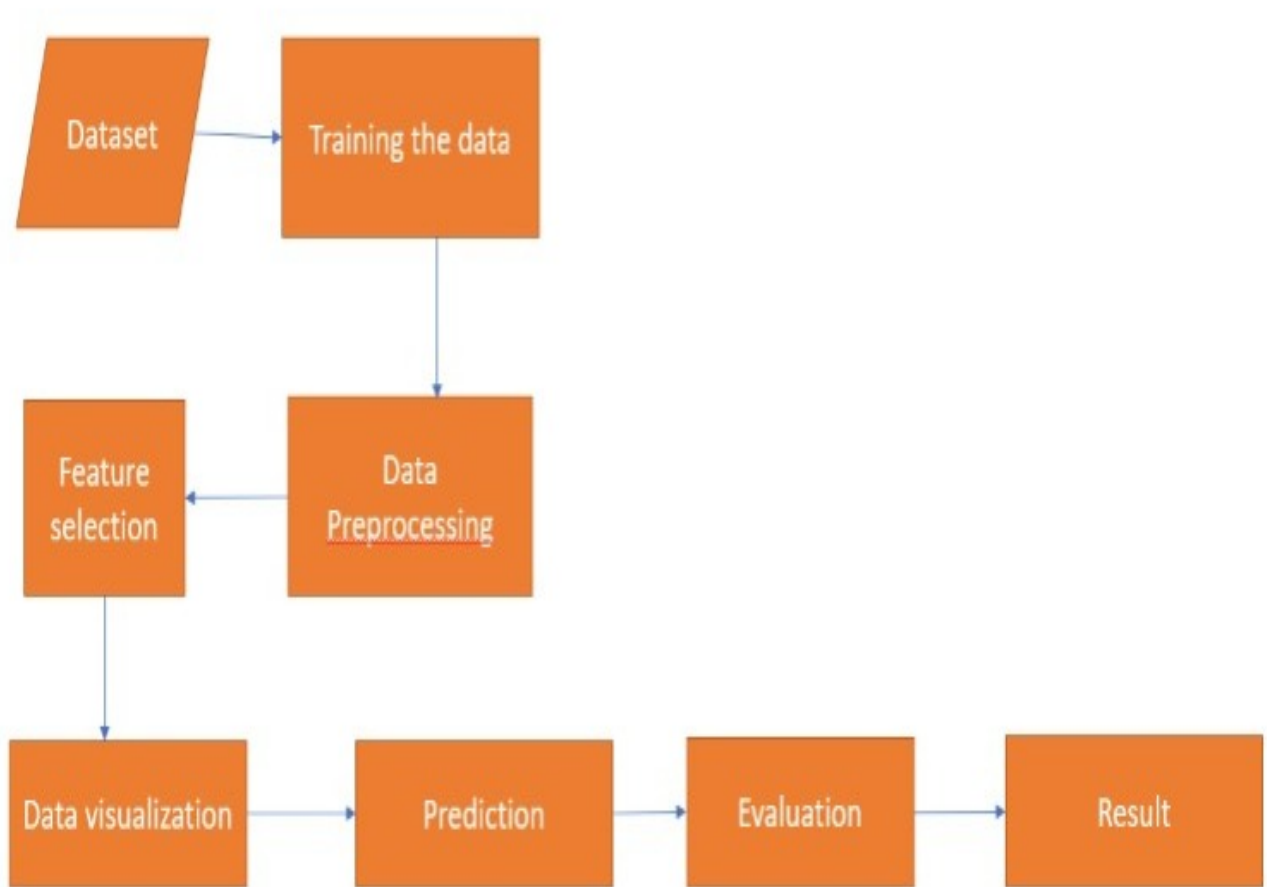 Dataset
Training the data
Data
Preprocessing
Feature
selection
Data visualization
Prediction
Evaluation
Result